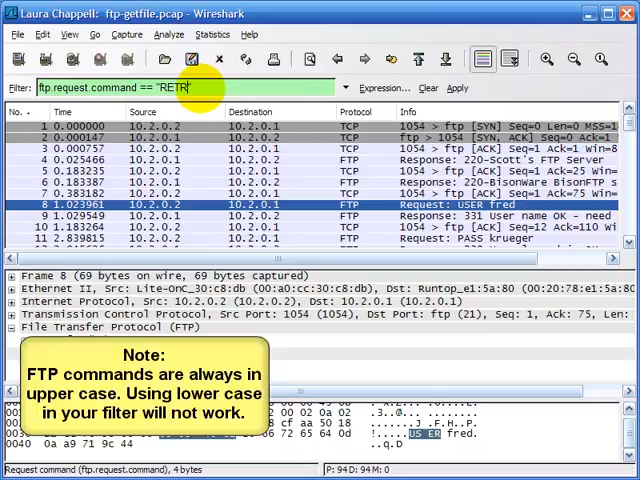 Laura Chappell: ftp-getfile.pcap - Wireshark
File Edit View Go Capture Analyze Statistics Help
Filter: ftp.request.command == "RETR" Expression... Clear Apply
No. Time Source Destination Protocol Info
1 0.000000 10.2.0.2 10.2.0.1 TCP 1054 > ftp [SYN] Seq=0 Len=0 MSS=1
2 0.000147 10.2.0.1 10.2.0.2 TCP ftp > 1054 [SYN, ACK] Seq=0 Ack=1
3 0.000757 10.2.0.2 10.2.0.1 TCP 1054 > ftp [ACK] Seq=1 Ack=1 Win=8
4 0.025466 10.2.0.1 10.2.0.2 FTP Response: 220-Scott's FTP Server
5 0.183235 10.2.0.2 10.2.0.1 TCP 1054 > ftp [ACK] Seq=1 Ack=25 Win=
6 0.183387 10.2.0.1 10.2.0.2 FTP Response: 220-BisonWare BisonFTP s
7 0.383182 10.2.0.2 10.2.0.1 TCP 1054 > ftp [ACK] Seq=1 Ack=75 Win=
8 1.023961 10.2.0.2 10.2.0.1 FTP Request: USER fred
9 1.029549 10.2.0.1 10.2.0.2 FTP Response: 331 User name OK - need
10 1.183264 10.2.0.2 10.2.0.1 TCP 1054 > ftp [ACK] Seq=12 Ack=110 W
11 2.839815 10.2.0.2 10.2.0.1 FTP Request: PASS krueger
Frame 8 (69 bytes on wire, 69 bytes captured)
Ethernet II, Src: Lite-OnC_30:c8:db (00:a0:cc:30:c8:db), Dst: Runtop_e1:5a:80 (00:20:78:e1:5a:80)
Internet Protocol, Src: 10.2.0.2 (10.2.0.2), Dst: 10.2.0.1 (10.2.0.1)
Transmission Control Protocol, Src Port: 1054 (1054), Dst Port: ftp (21), Seq: 1, Ack: 75, Len:
File Transfer Protocol (FTP)
Note:
FTP commands are always in
upper case. Using lower case
in your filter will not work.
06 72 65 64 0d !.....US ER fred.
0040 0a a9 71 9c 44 ..q.D
Request command (ftp.request.command), 4 bytes P: 94 D: 94 M: 0